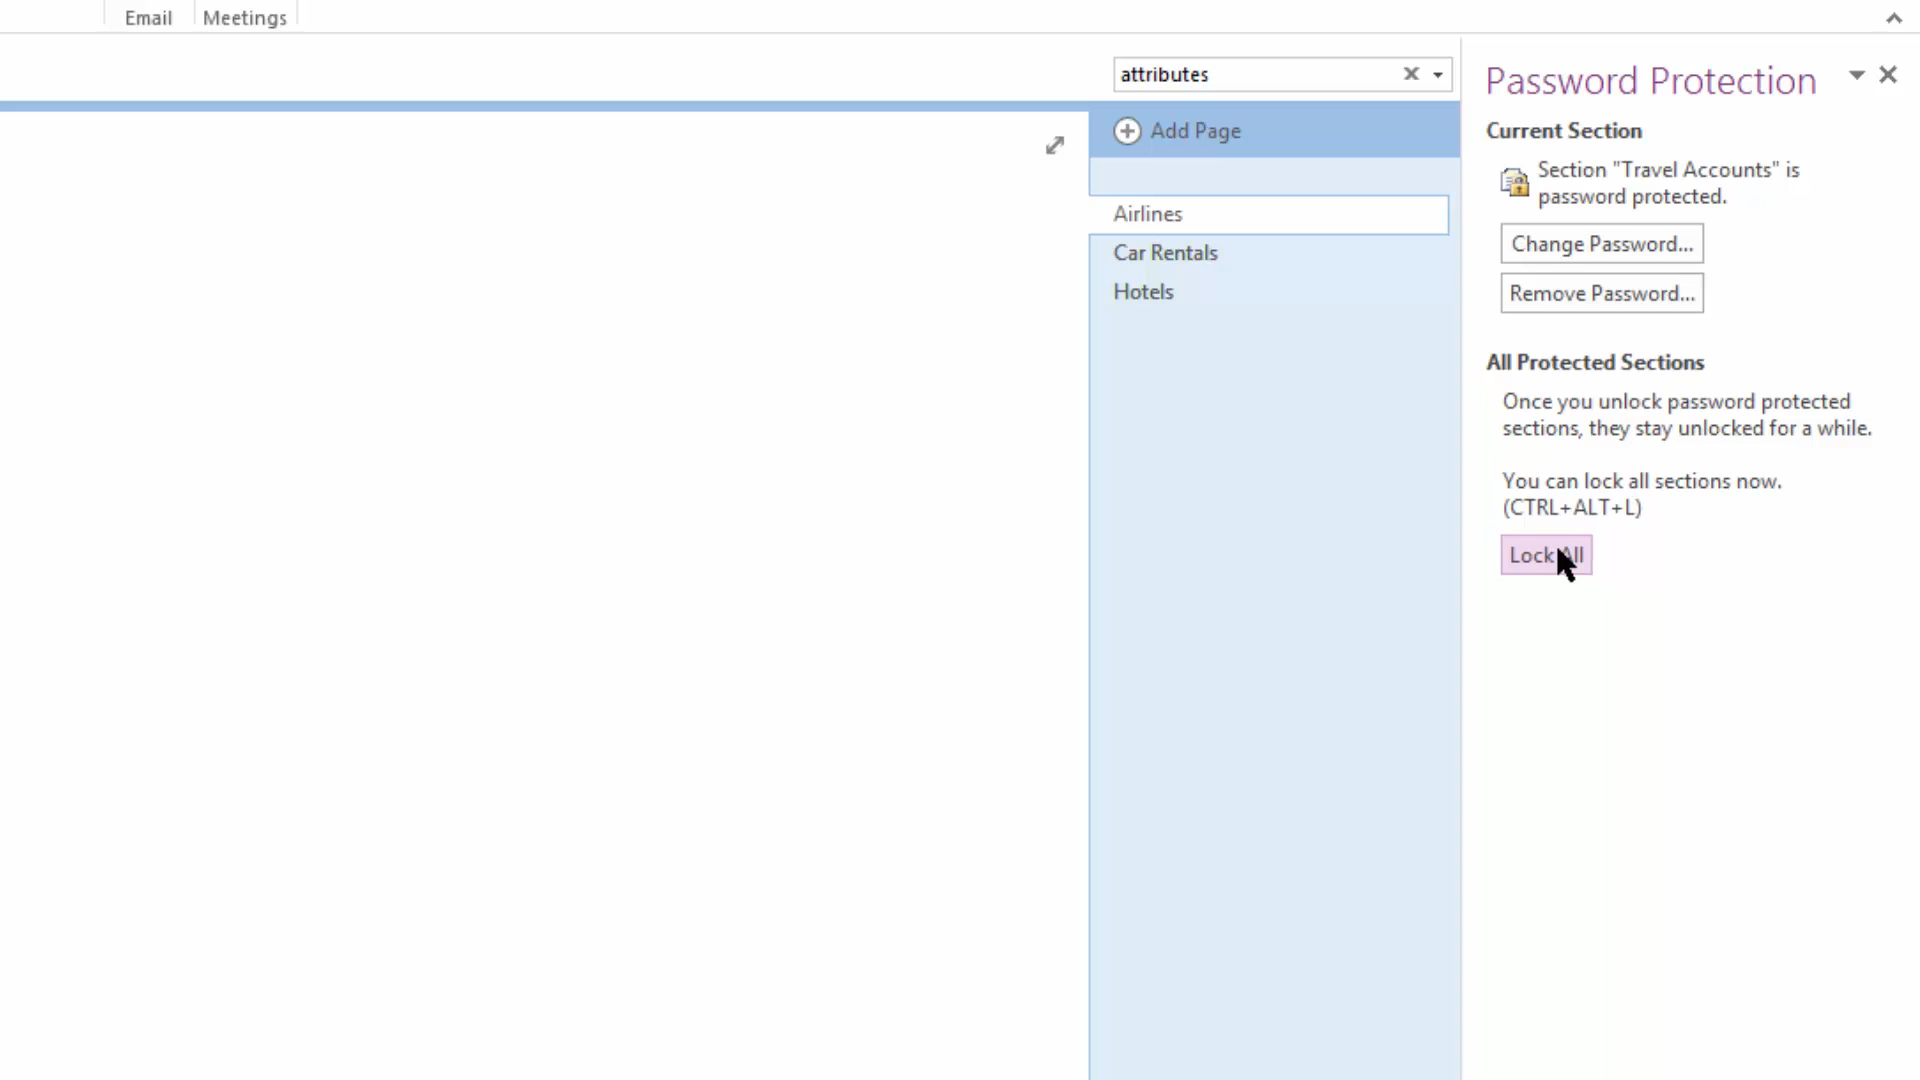 Email
Meetings
attributes
Add Page
Airlines
Car Rentals
Hotels
Password Protection
Current Section
Section "Travel Accounts" is
password protected.
Change Password...
Remove Password...
All Protected Sections
Once you unlock password protected
sections, they stay unlocked for a while.
You can lock all sections now.
(CTRL+ALT+L)
Lock All